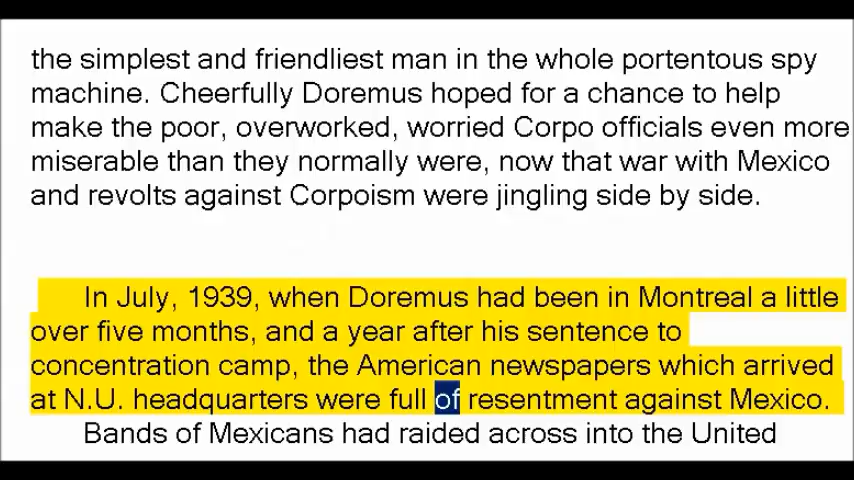 the simplest and friendliest man in the whole portentous spy
machine. Cheerfully Doremus hoped for a chance to help
make the poor, overworked, worried Corpo officials even more
miserable than they normally were, now that war with Mexico
and revolts against Corpoism were jingling side by side.
In July, 1939, when Doremus had been in Montreal a little
over five months, and a year after his sentence to
concentration camp, the American newspapers which arrived
at N.U. headquarters were full of resentment against Mexico.
Bands of Mexicans had raided across into the United